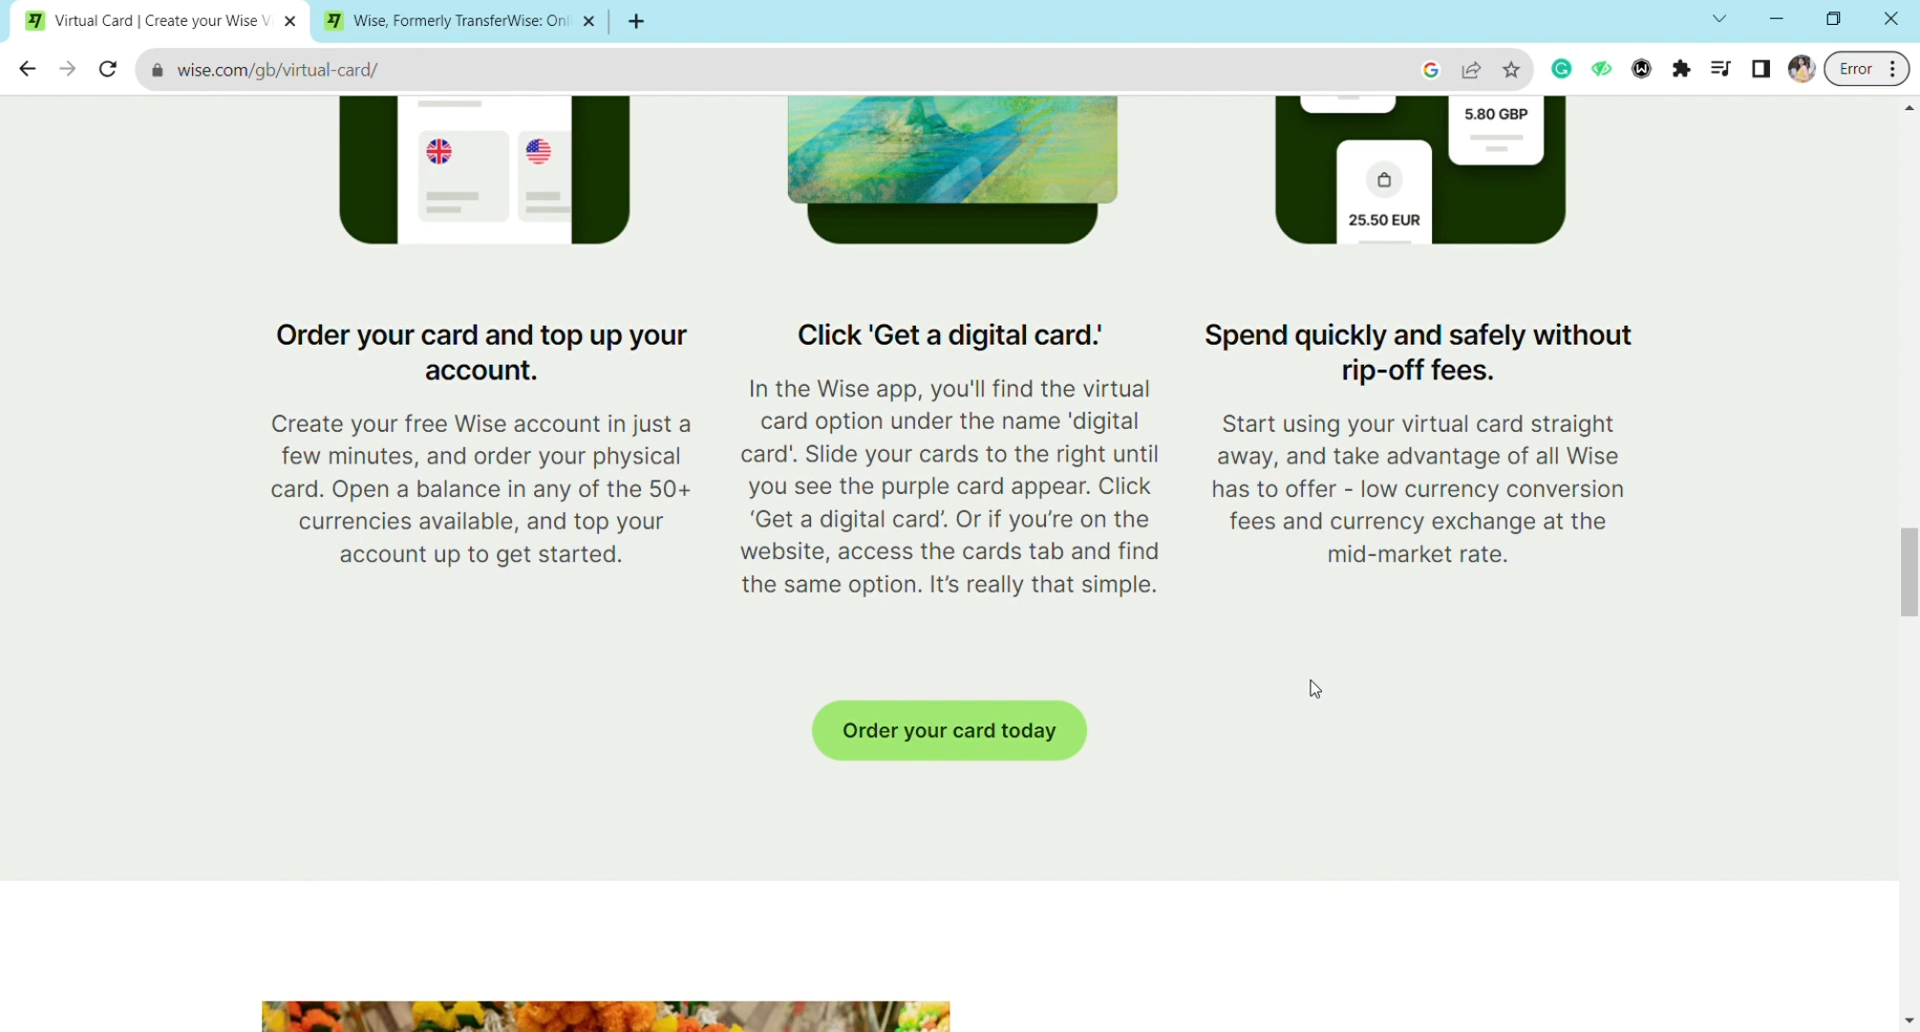 Virtual Card | Create your Wise Vi
Wise, Formerly TransferWise: Onl
wise.com/gb/virtual-card/
Error
5.80 GBP
25.50 EUR
Order your card and top up your
account.
Create your free Wise account in just a
few minutes, and order your physical
card. Open a balance in any of the 50+
currencies available, and top your
account up to get started.
Click 'Get a digital card.'
In the Wise app, you'll find the virtual
card option under the name 'digital
card'. Slide your cards to the right until
you see the purple card appear. Click
‘Get a digital card’. Or if you’re on the
website, access the cards tab and find
the same option. It’s really that simple.
Spend quickly and safely without
rip-off fees.
Start using your virtual card straight
away, and take advantage of all Wise
has to offer - low currency conversion
fees and currency exchange at the
mid-market rate.
Order your card today